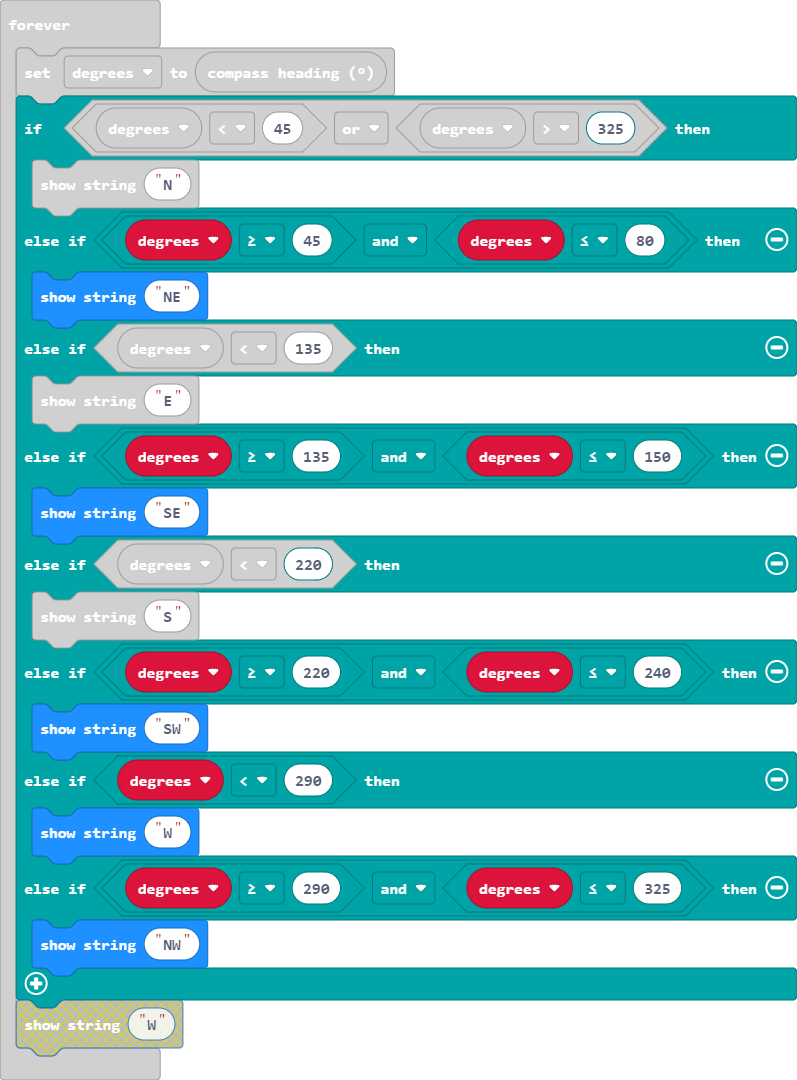 forever
set degrees to compass heading (º)
if degrees < 45 or degrees > 325 then
show string "N"
else if degrees ≥ 45 and degrees ≤ 80 then
show string "NE"
else if degrees < 135 then
show string "E"
else if degrees ≥ 135 and degrees ≤ 150 then
show string "SE"
else if degrees < 220 then
show string "S"
else if degrees ≥ 220 and degrees ≤ 240 then
show string "SW"
else if degrees < 290 then
show string "W"
else if degrees ≥ 290 and degrees ≤ 325 then
show string "NW"
show string "W"